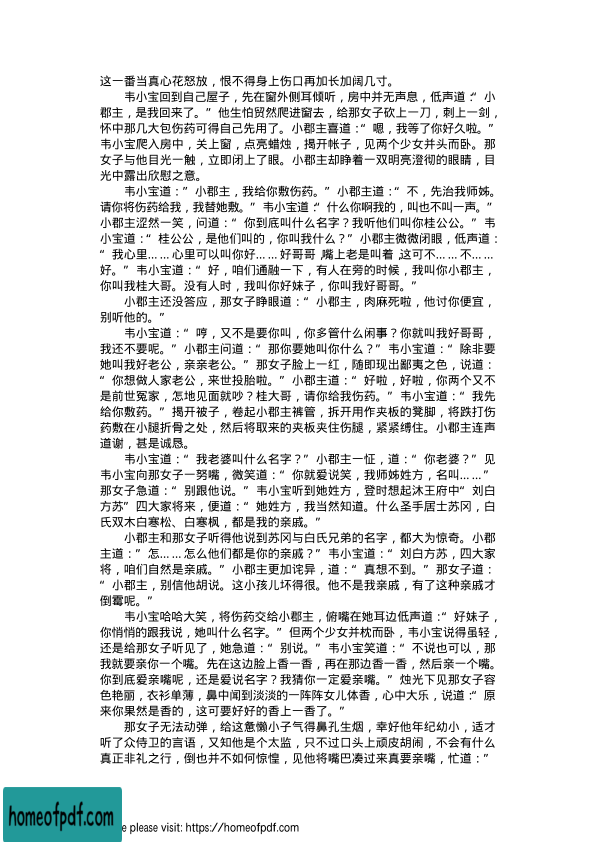 这一番当真心花怒放，恨不得身上伤口再加长加阔几寸。
韦小宝回到自己屋子，先在窗外侧耳倾听，房中并无声息，低声道：“小
郡主，是我回来了。”他生怕贸然爬进窗去，给那女子砍上一刀，刺上一剑，
怀中那几大包伤药可得自己先用了。小郡主喜道：“嗯，我等了你好久啦。”
韦小宝爬入房中，关上窗，点亮蜡烛，揭开帐子，见两个少女并头而卧。那
女子与他目光一触，立即闭上了眼。小郡主却睁着一双明亮澄彻的眼睛，目
光中露出欣慰之意。
韦小宝道：”小郡主，我给你敷伤药。”小郡主道：“不，先治我师姊。
请你将伤药给我，我替她敷。”韦小宝道：“什么你啊我的，叫也不叫一声。”
小郡主涩然一笑，问道：“你到底叫什么名字？我听他们叫你桂公公。”韦
小宝道：“桂公公，是他们叫的，你叫我什么？”小郡主微微闭眼，低声道：
“我心里……心里可以叫你好……好哥哥，嘴上老是叫着，这可不……不……
好。”韦小宝道：“好，咱们通融一下，有人在旁的时候，我叫你小郡主，
你叫我桂大哥。没有人时，我叫你好妹子，你叫我好哥哥。”
小郡主还没答应，那女子睁眼道：“小郡主，肉麻死啦，他讨你便宜，
别听他的。”
韦小宝道：“哼，又不是要你叫，你多管什么闲事？你就叫我好哥哥，
我还不要呢。”小郡主问道：“那你要她叫你什么？”韦小宝道：“除非要
她叫我好老公，亲亲老公。”那女子脸上一红，随即现出鄙夷之色，说道：
“你想做人家老公，来世投胎啦。”小郡主道：“好啦，好啦，你两个又不
是前世冤家，怎地见面就吵？桂大哥，请你给我伤药。”韦小宝道：“我先
给你敷药。”揭开被子，卷起小郡主裤管，拆开用作夹板的凳脚，将跌打伤
药敷在小腿折骨之处，然后将取来的夹板夹住伤腿，紧紧缚住。小郡主连声
道谢，甚是诚恳。
韦小宝道：“我老婆叫什么名字？”小郡主一怔，道：“你老婆？”见
韦小宝向那女子一努嘴，微笑道：“你就爱说笑，我师姊姓方，名叫……”
那女子急道：“别跟他说。”韦小宝听到她姓方，登时想起沐王府中“刘白
方苏”四大家将来，便道：“她姓方，我当然知道。什么圣手居士苏冈，白
氏双木白寒松、白寒枫，都是我的亲戚。”
小郡主和那女子听得他说到苏冈与白氏兄弟的名字，都大为惊奇。小郡
主道：“怎……怎么他们都是你的亲戚？”韦小宝道：“刘白方苏，四大家
将，咱们自然是亲戚。”小郡主更加诧异，道：“真想不到。”那女子道：
“小郡主，别信他胡说。这小孩儿坏得很。他不是我亲戚，有了这种亲戚才
倒霉呢。”
韦小宝哈哈大笑，将伤药交给小郡主，俯嘴在她耳边低声道：“好妹子，
你悄悄的跟我说，她叫什么名字。”但两个少女并枕而卧，韦小宝说得虽轻，
还是给那女子听见了，她急道：“别说。”韦小宝笑道：“不说也可以，那
我就要亲你一个嘴。先在这边脸上香一香，再在那边香一香，然后亲一个嘴。
你到底爱亲嘴呢，还是爱说名字？我猜你一定爱亲嘴。”烛光下见那女子容
色艳丽，衣衫单薄，鼻中闻到淡淡的一阵阵女儿体香，心中大乐，说道：“原
来你果然是香的，这可要好好的香上一香了。”
那女子无法动弹，给这惫懒小子气得鼻孔生烟，幸好他年纪幼小，适才
听了众侍卫的言语，又知他是个太监，只不过口头上顽皮胡闹，不会有什么
真正非礼之行，倒也并不如何惊惶，见他将嘴巴凑过来真要亲嘴，忙道：”
homeofpdf.com
e please visit: https://homeofpdf.com